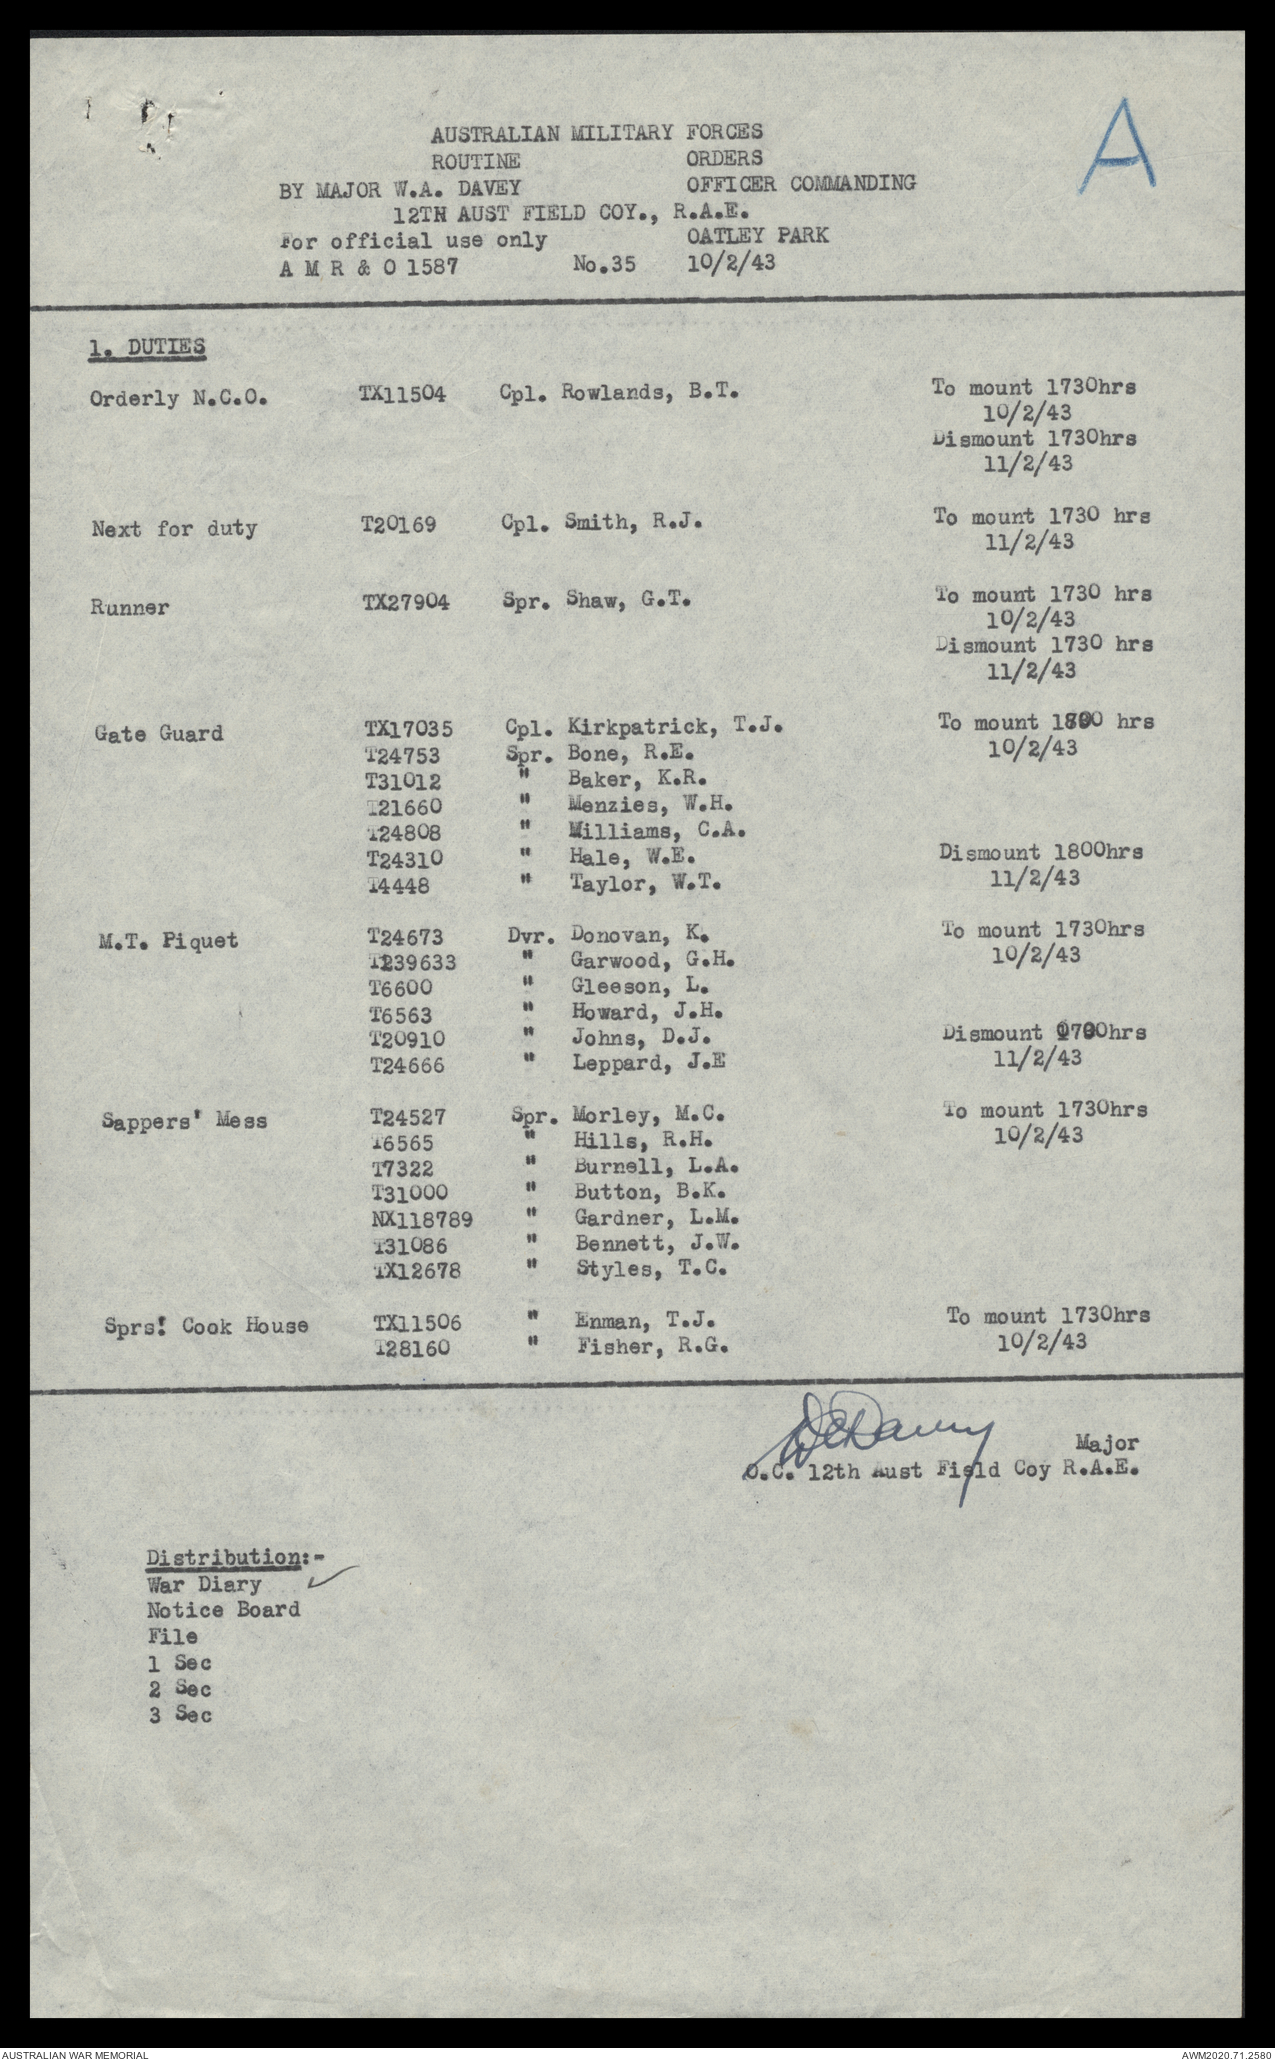 A
AUSTRALIAN MILITARY FORCES
ROUTINE ORDERS
BY MAJOR W.A. DAVEY OFFICER COMMANDING
12TH AUST FIELD COY., R.A.E.
For official use only OATLEY PARK
A M R & O 1587 No.35 10/2/43
1. DUTIES
Orderly N.C.O. TX11504 Cpl. Rowlands, B.T. To mount 1730hrs
10/2/43
Dismount 1730hrs
11/2/43
Next for duty T20169 Cpl. Smith, R.J. To mount 1730 hrs
11/2/43
Runner TX27904 Spr. Shaw, G.T. To mount 1730 hrs
10/2/43
Dismount 1730 hrs
11/2/43
Gate Guard TX17035 Cpl. Kirkpatrick, T.J. To mount 1800 hrs
T24753 Spr. Bone, R.E. 10/2/43
T31012 " Baker, K.R.
T21660 " Menzies, W.H.
T24808 " Williams, C.A.
T24310 " Hale, W.E. Dismount 1800hrs
T4448 " Taylor, W.T. 11/2/43
M.T. Piquet T24673 Dvr. Donovan, K. To mount 1730hrs
T239633 " Garwood, G.H. 10/2/43
T6600 " Gleeson, L.
T6563 " Howard, J.H.
T20910 " Johns, D.J. Dismount 0700hrs
T24666 " Leppard, J.E 11/2/43
Sappers' Mess T24527 Spr. Morley, M.C. To mount 1730hrs
T6565 " Hills, R.H. 10/2/43
T7322 " Burnell, L.A.
T31000 " Button, B.K.
NX118789 " Gardner, L.M.
T31086 " Bennett, J.W.
TX12678 " Styles, T.C.
Sprs' Cook House TX11506 " Enman, T.J. To mount 1730hrs
T28160 " Fisher, R.G. 10/2/43
WADavey Major
O.C. 12th Aust Field Coy R.A.E.
Distribution:-
War Diary ✓
Notice Board
File
1 Sec
2 Sec
3 Sec
AUSTRALIAN WAR MEMORIAL AWM2020.71.2580